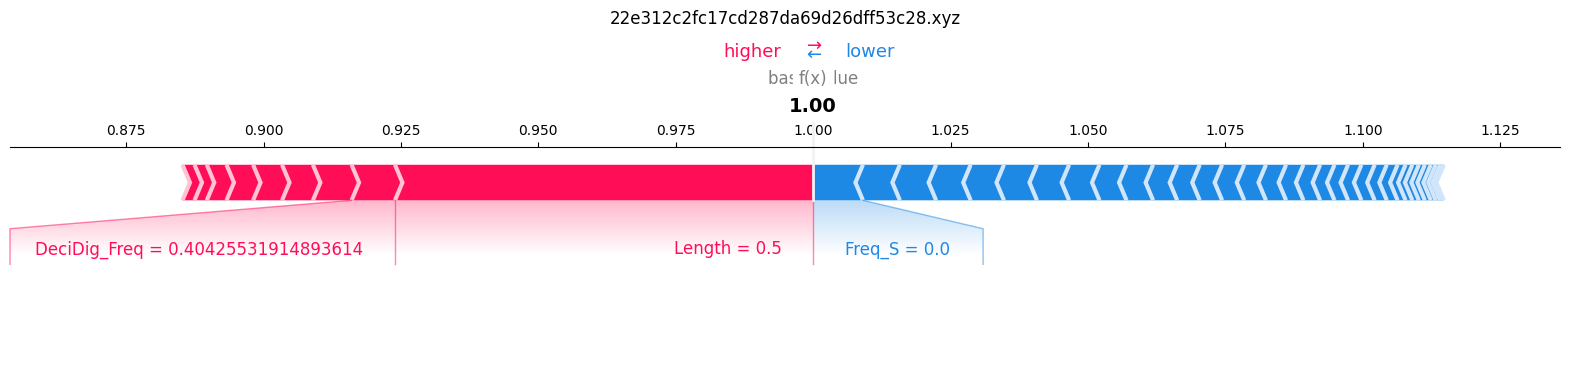 22e312c2fc17cd287da69d26dff53c28.xyz
higher ⇄ lower
f(x)
1.00
0.875 0.900 0.925 0.950 0.975 1.000 1.025 1.050 1.075 1.100 1.125
DeciDig_Freq = 0.40425531914893614 Length = 0.5 Freq_S = 0.0